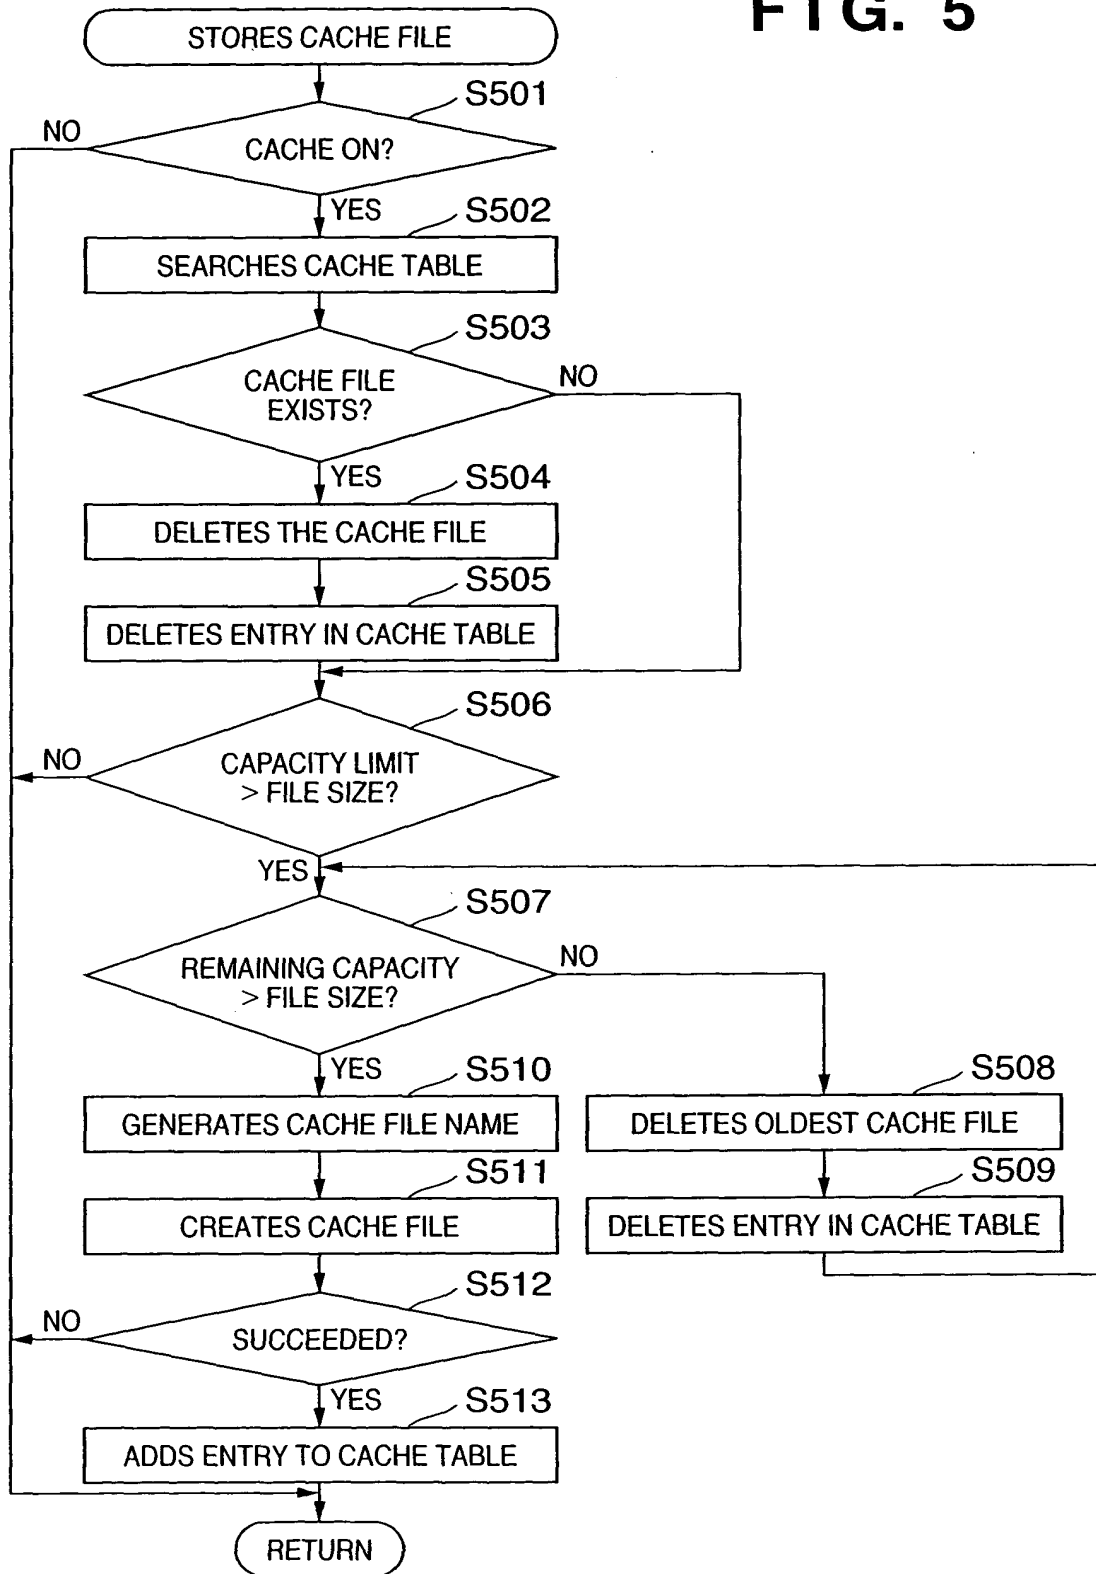 FIG. 5
STORES CACHE FILE
S501
NO
CACHE ON?
YES
S502
SEARCHES CACHE TABLE
S503
CACHE FILE
EXISTS?
NO
YES
S504
DELETES THE CACHE FILE
S505
DELETES ENTRY IN CACHE TABLE
S506
NO
CAPACITY LIMIT
> FILE SIZE?
YES
S507
REMAINING CAPACITY
> FILE SIZE?
NO
YES
S510
GENERATES CACHE FILE NAME
S508
DELETES OLDEST CACHE FILE
S511
CREATES CACHE FILE
S509
DELETES ENTRY IN CACHE TABLE
S512
NO
SUCCEEDED?
YES
S513
ADDS ENTRY TO CACHE TABLE
RETURN